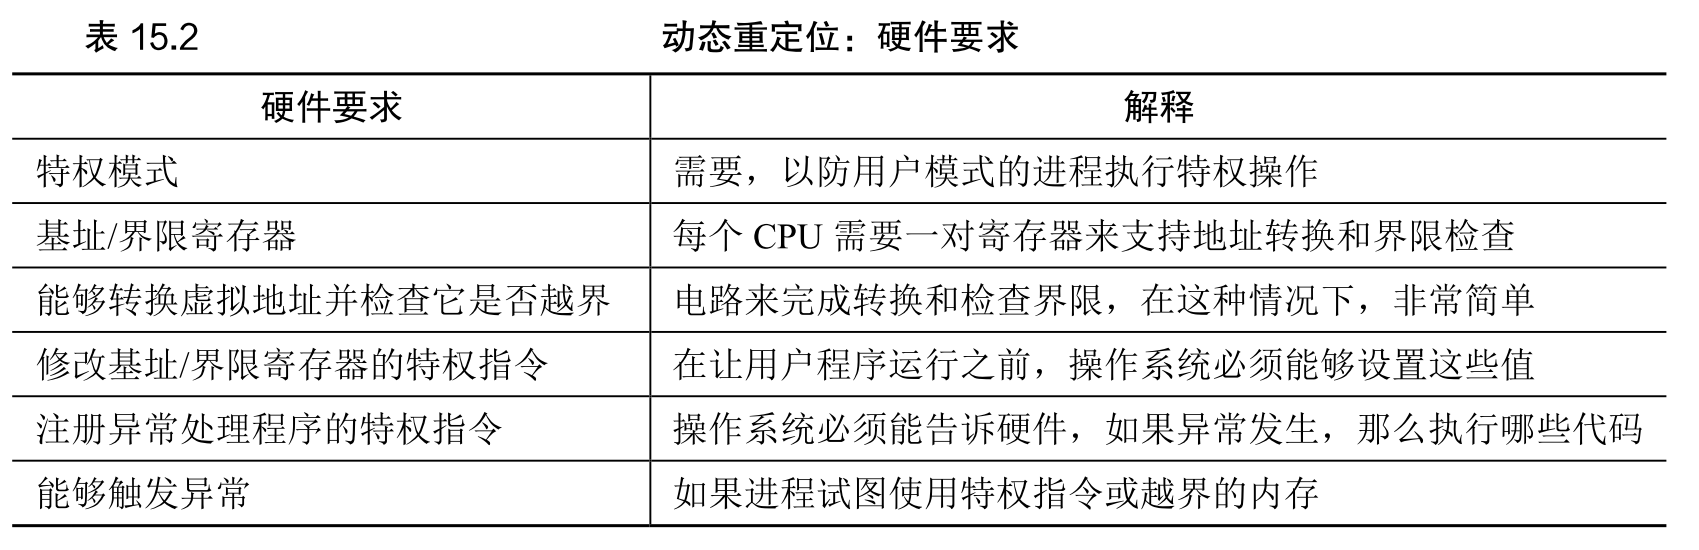 表 15.2 动态重定位：硬件要求
硬件要求 解释
特权模式 需要，以防用户模式的进程执行特权操作
基址/界限寄存器 每个 CPU 需要一对寄存器来支持地址转换和界限检查
能够转换虚拟地址并检查它是否越界 电路来完成转换和检查界限，在这种情况下，非常简单
修改基址/界限寄存器的特权指令 在让用户程序运行之前，操作系统必须能够设置这些值
注册异常处理程序的特权指令 操作系统必须能告诉硬件，如果异常发生，那么执行哪些代码
能够触发异常 如果进程试图使用特权指令或越界的内存